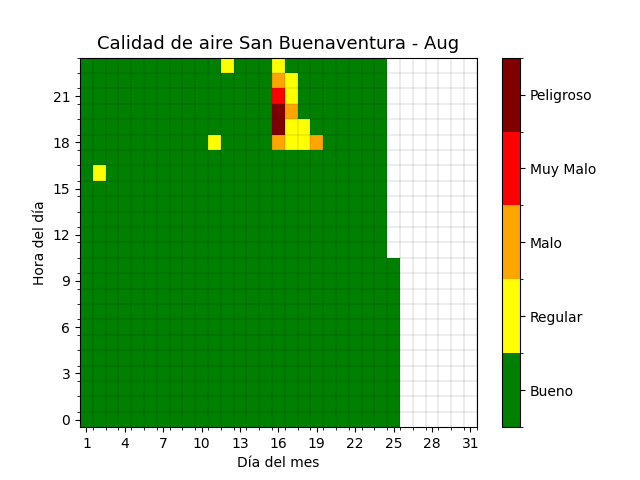 Calidad de aire San Buenaventura - Aug
Hora del día
21
18
15
12
9
6
3
0
1 4 7 10 13 16 19 22 25 28 31
Día del mes
Peligroso
Muy Malo
Malo
Regular
Bueno